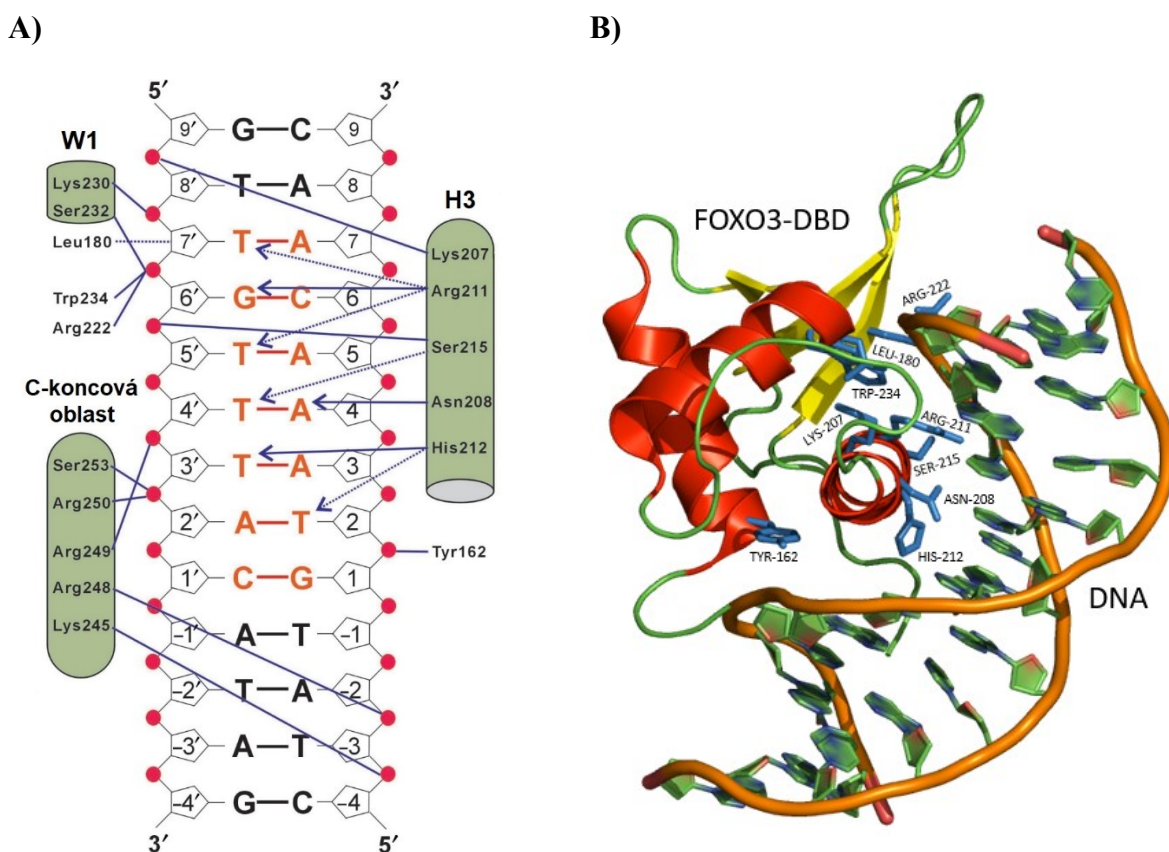 A)
B)
5′
3′
W1
9′
G
C
9
Lys230
8′
T
A
8
H3
Ser232
Leu180
7′
T
A
7
Lys207
Trp234
6′
G
C
6
Arg211
Arg222
5′
T
A
5
Ser215
C-koncová
oblast
4′
T
A
4
Asn208
Ser253
3′
T
A
3
His212
Arg250
2′
A
T
2
Arg249
Tyr162
1′
C
G
1
Arg248
-1′
A
T
-1
Lys245
-2′
T
A
-2
-3′
A
T
-3
-4′
G
C
-4
3′
5′
FOXO3-DBD
ARG-222
LEU-180
TRP-234
LYS-207
ARG-211
SER-215
ASN-208
TYR-162
HIS-212
DNA